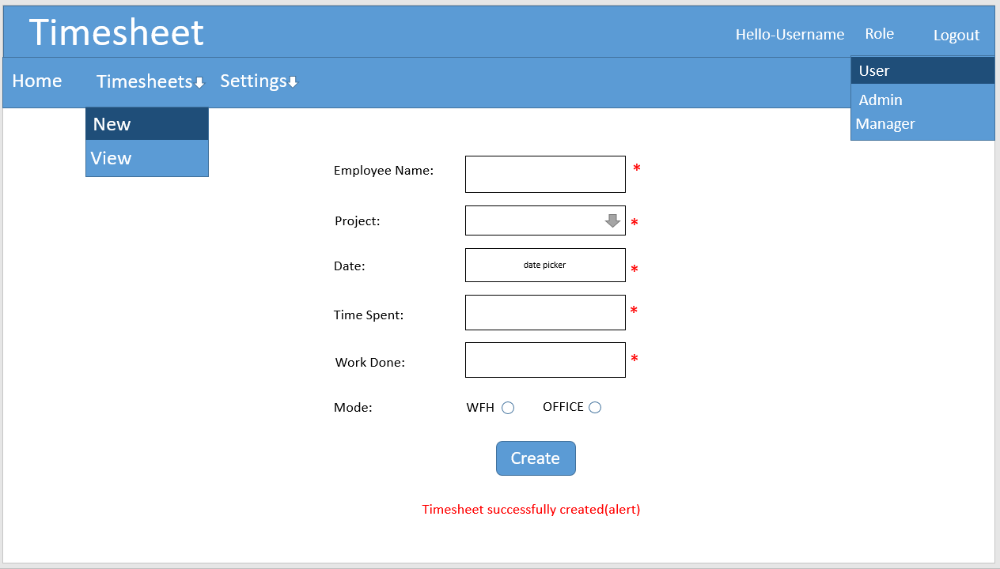 Timesheet
Hello-Username Role Logout
Home Timesheets Settings
User
Admin
Manager
New
View
Employee Name: *
Project: *
Date: date picker *
Time Spent: *
Work Done: *
Mode: WFH OFFICE
Create
Timesheet successfully created(alert)